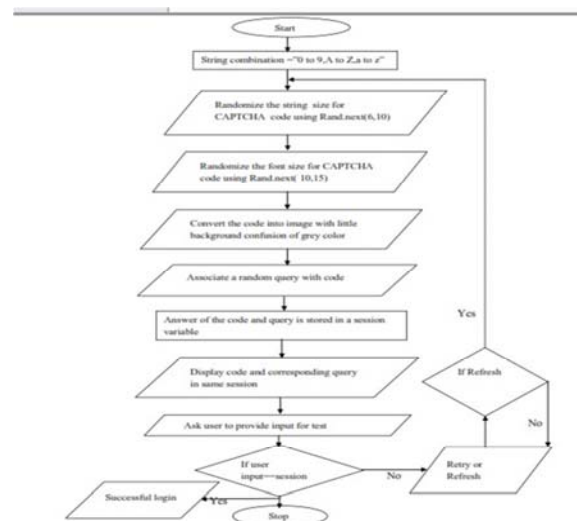 Start
String combination ="0 to 9,A to Z,a to z"
Randomize the string size for
CAPTCHA code using Rand.next(6,10)
Randomize the font size for CAPTCHA
code using Rand.next( 10,15)
Convert the code into image with little
background confusion of grey color
Associate a random query with code
Answer of the code and query is stored in a session
variable
Display code and corresponding query
in same session
Ask user to provide input for test
If user
input==session
Yes
Successful login
Stop
No
Retry or
Refresh
If Refresh
No
Yes